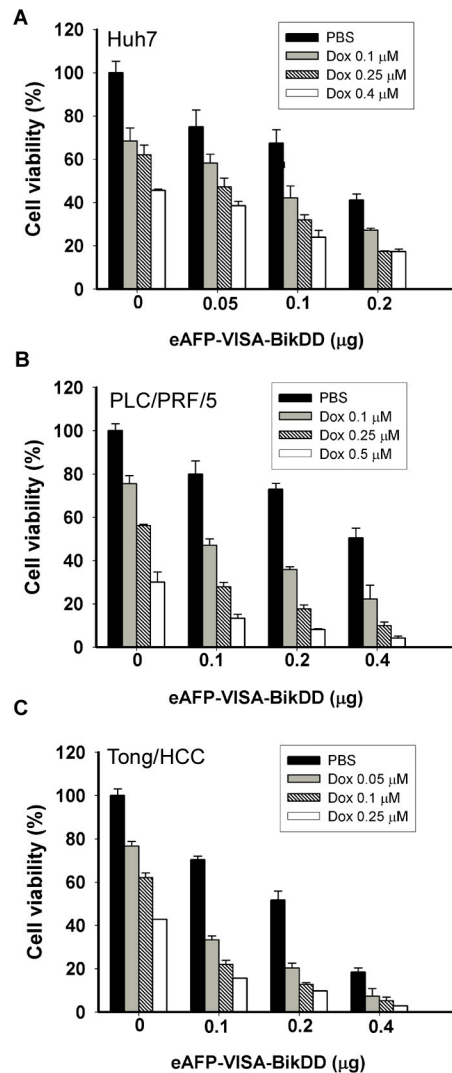 A
Huh7
PBS
Dox 0.1 μM
Dox 0.25 μM
Dox 0.4 μM
Cell viability (%)
120
100
80
60
40
20
0
0 0.05 0.1 0.2
eAFP-VISA-BikDD (μg)
B
PLC/PRF/5
PBS
Dox 0.1 μM
Dox 0.25 μM
Dox 0.5 μM
Cell viability (%)
120
100
80
60
40
20
0
0 0.1 0.2 0.4
eAFP-VISA-BikDD (μg)
C
Tong/HCC
PBS
Dox 0.05 μM
Dox 0.1 μM
Dox 0.25 μM
Cell viability (%)
120
100
80
60
40
20
0
0 0.1 0.2 0.4
eAFP-VISA-BikDD (μg)